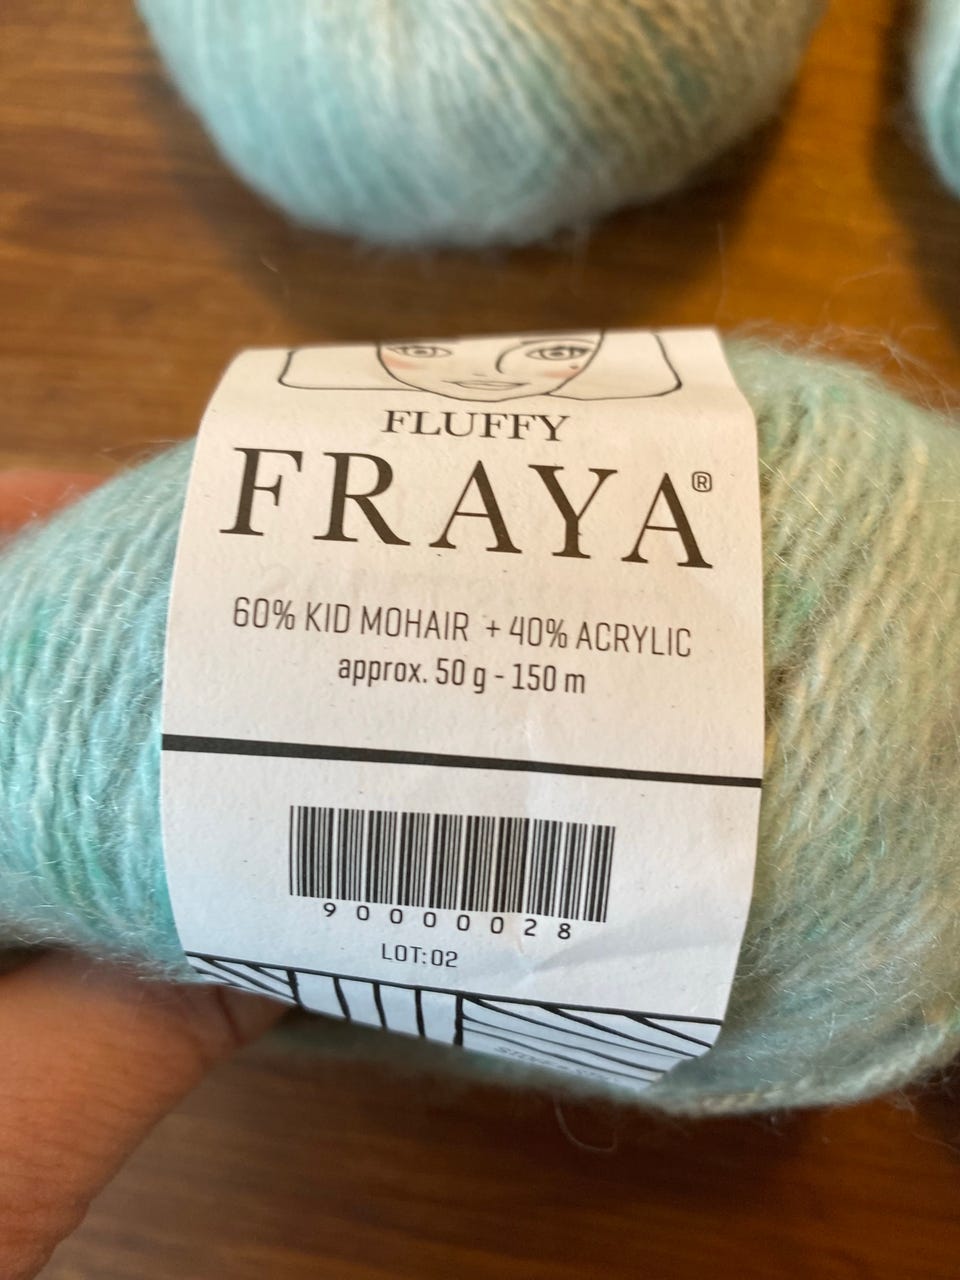 FLUFFY
FRAYA®
60% KID MOHAIR + 40% ACRYLIC
approx. 50 g - 150 m
90000028
LOT:02